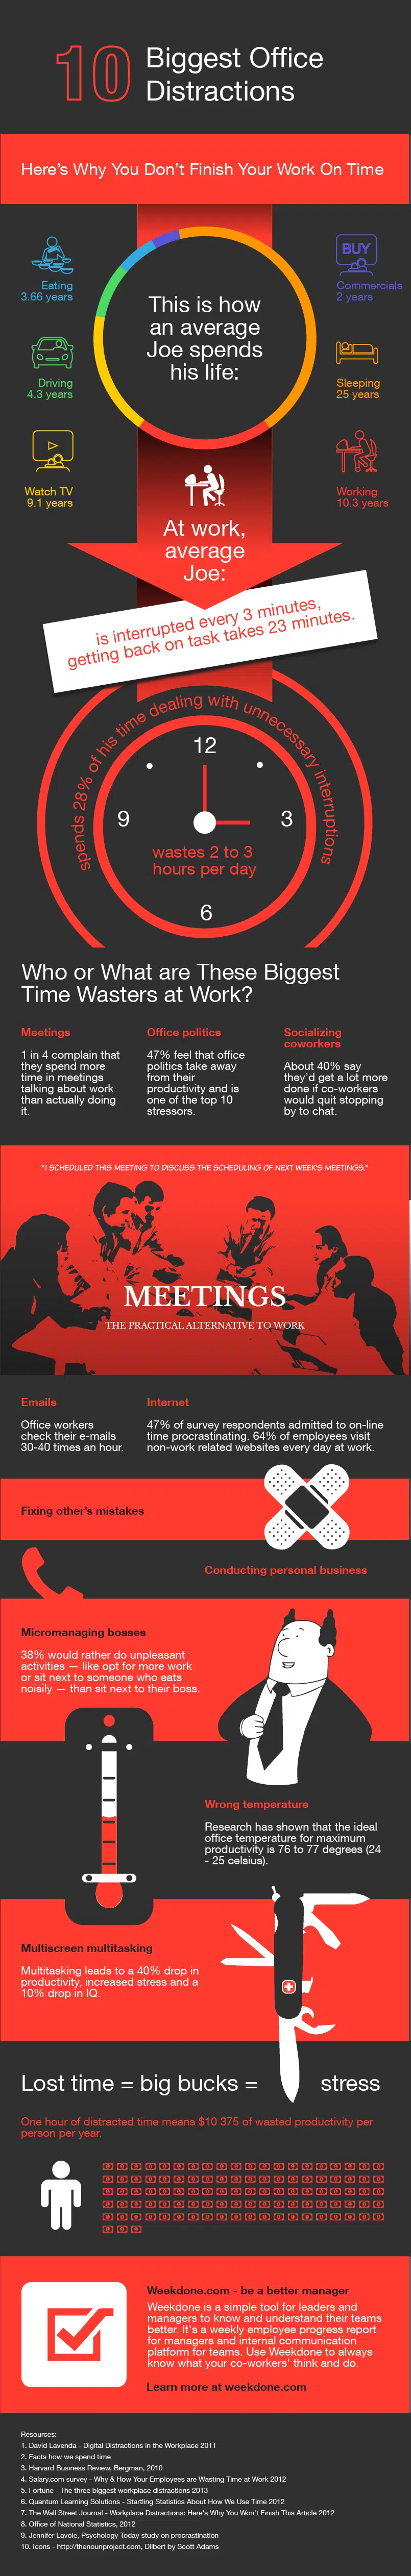 10 Biggest Office
Distractions
Here's Why You Don't Finish Your Work On Time
Eating
3.66 years
Driving
4.3 years
Watch TV
9.1 years
This is how
an average
Joe spends
his life:
BUY
Commercials
2 years
Sleeping
25 years
Working
10.3 years
At work,
average
Joe:
is interrupted every 3 minutes,
getting back on task takes 23 minutes.
spends 28% of his time dealing with unnecessary interruptions
12
9
3
wastes 2 to 3
hours per day
6
Who or What are These Biggest
Time Wasters at Work?
Meetings
1 in 4 complain that
they spend more
time in meetings
talking about work
than actually doing
it.
Office politics
47% feel that office
politics take away
from their
productivity and is
one of the top 10
stressors.
Socializing
coworkers
About 40% say
they'd get a lot more
done if co-workers
would quit stopping
by to chat.
"I SCHEDULED THIS MEETING TO DISCUSS THE SCHEDULING OF NEXT WEEK'S MEETINGS."
MEETINGS
THE PRACTICAL ALTERNATIVE TO WORK
Emails
Office workers
check their e-mails
30-40 times an hour.
Internet
47% of survey respondents admitted to on-line
time procrastinating. 64% of employees visit
non-work related websites every day at work.
Fixing other's mistakes
Conducting personal business
Micromanaging bosses
38% would rather do unpleasant
activities — like opt for more work
or sit next to someone who eats
noisily — than sit next to their boss.
Wrong temperature
Research has shown that the ideal
office temperature for maximum
productivity is 76 to 77 degrees (24
- 25 celsius).
Multiscreen multitasking
Multitasking leads to a 40% drop in
productivity, increased stress and a
10% drop in IQ.
Lost time = big bucks = stress
One hour of distracted time means $10 375 of wasted productivity per
person per year.
Weekdone.com - be a better manager
Weekdone is a simple tool for leaders and
managers to know and understand their teams
better. It's a weekly employee progress report
for managers and internal communication
platform for teams. Use Weekdone to always
know what your co-workers' think and do.
Learn more at weekdone.com
Resources:
1. David Lavenda - Digital Distractions in the Workplace 2011
2. Facts how we spend time
3. Harvard Business Review, Bergman, 2010
4. Salary.com survey - Why & How Your Employees are Wasting Time at Work 2012
5. Fortune - The three biggest workplace distractions 2013
6. Quantum Learning Solutions - Startling Statistics About How We Use Time 2012
7. The Wall Street Journal - Workplace Distractions: Here's Why You Won't Finish This Article 2012
8. Office of National Statistics, 2012
9. Jennifer Lavoie, Psychology Today study on procrastination
10. Icons - http://thenounproject.com, Dilbert by Scott Adams